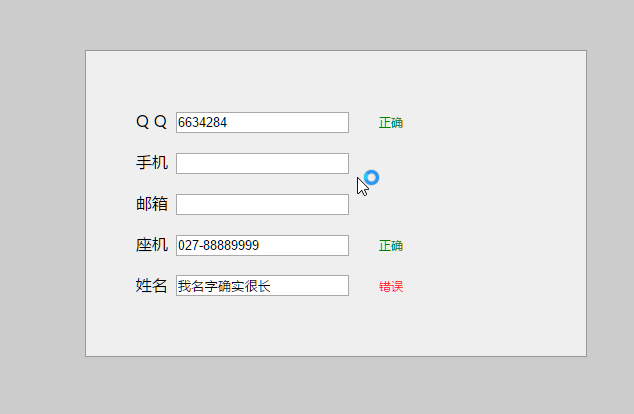 Q Q 6634284 正确
手机
邮箱
座机 027-88889999 正确
姓名 我名字确实很长 错误